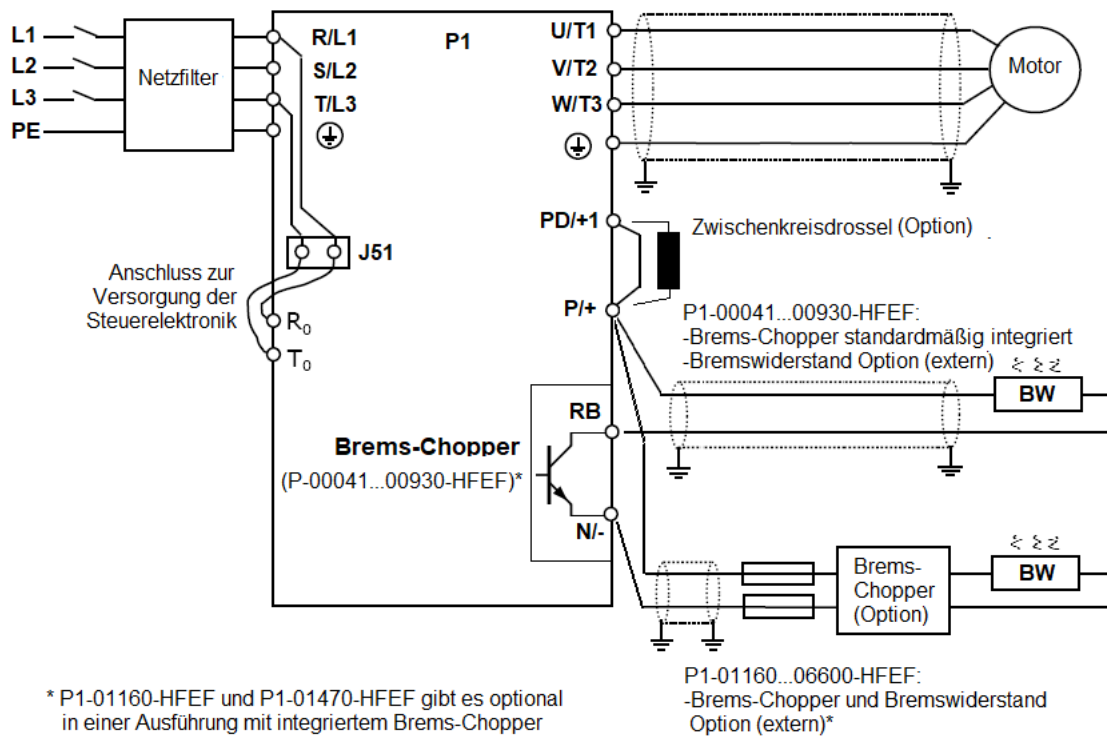 L1
L2
L3
PE
Netzfilter
R/L1
S/L2
T/L3
P1
U/T1
V/T2
W/T3
Motor
J51
Anschluss zur
Versorgung der
Steuerelektronik
R₀
T₀
PD/+1
P/+
Zwischenkreisdrossel (Option)
P1-00041...00930-HFEF:
-Brems-Chopper standardmäßig integriert
-Bremswiderstand Option (extern)
BW
RB
Brems-Chopper
(P-00041...00930-HFEF)*
N/-
Brems-
Chopper
(Option)
BW
P1-01160...06600-HFEF:
-Brems-Chopper und Bremswiderstand
Option (extern)*
* P1-01160-HFEF und P1-01470-HFEF gibt es optional
in einer Ausführung mit integriertem Brems-Chopper